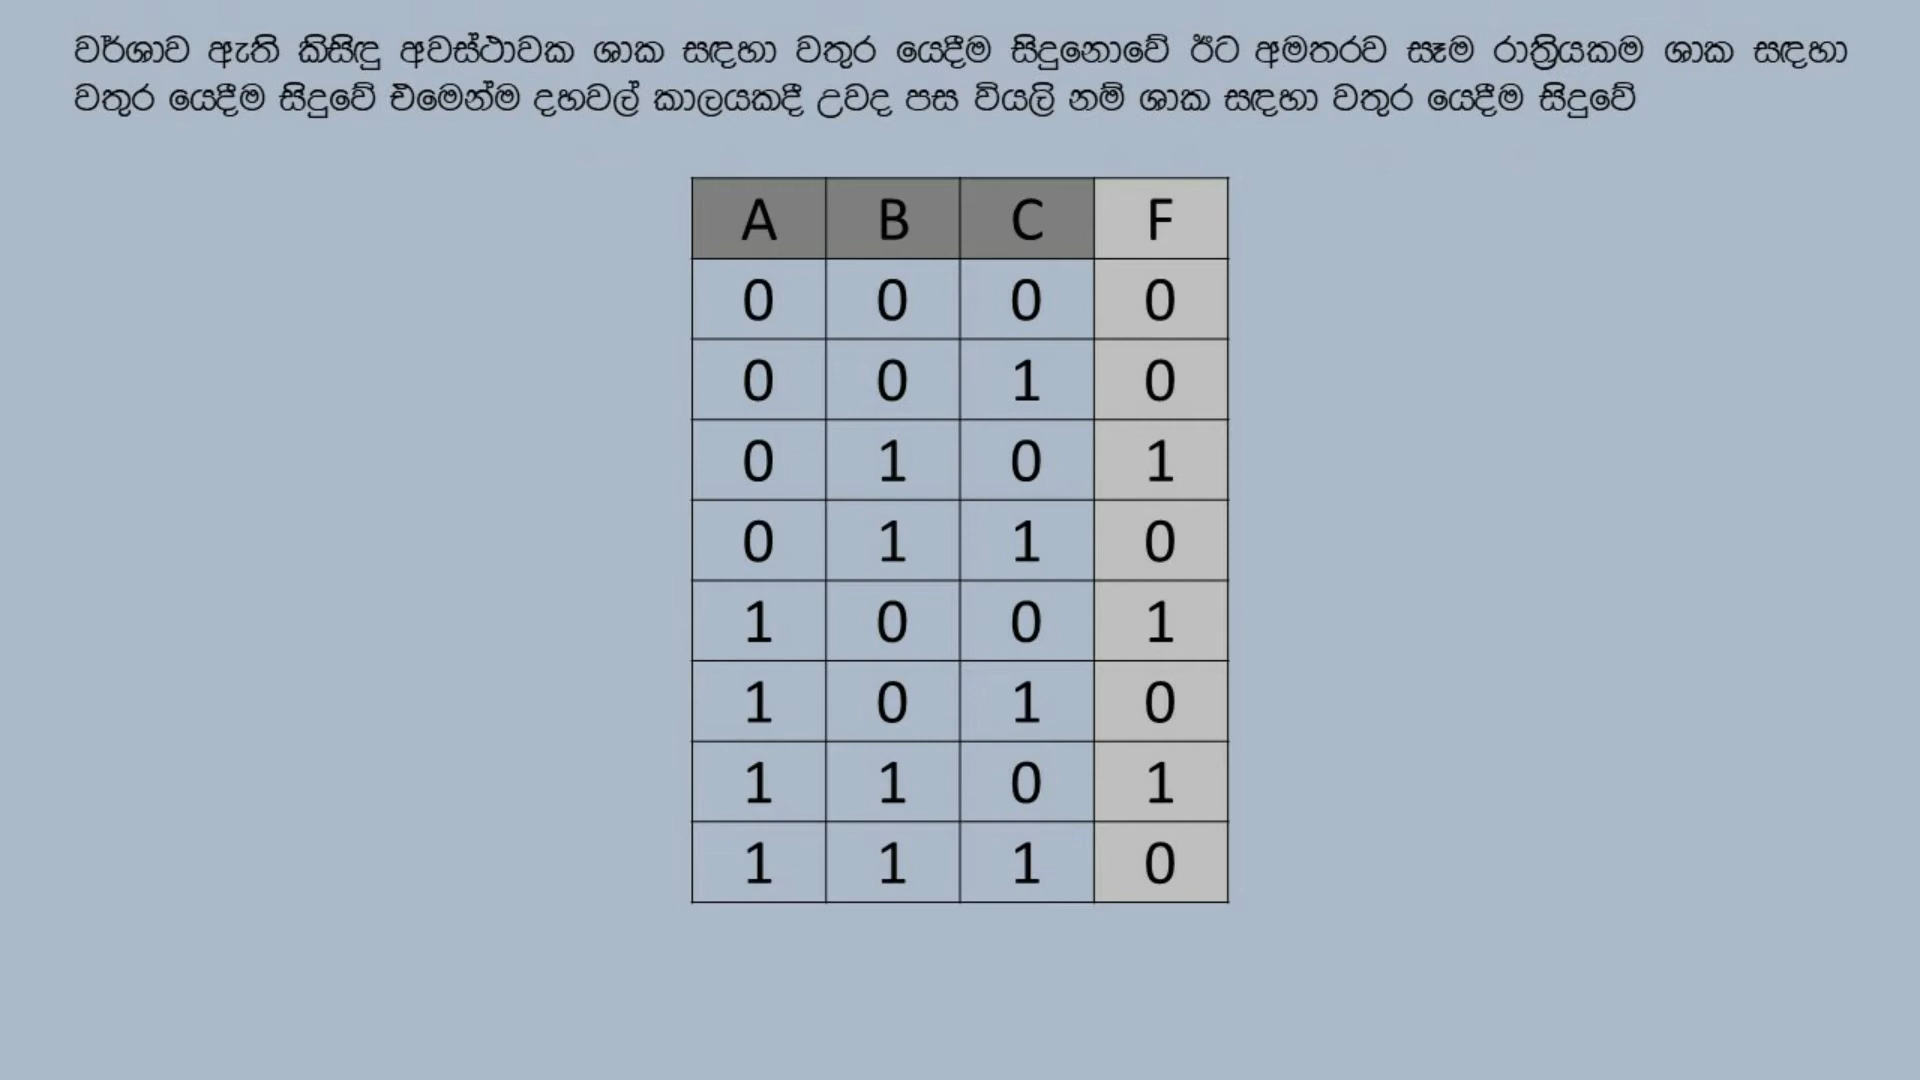 වර්ශාව ඇති කිසිඳු අවස්ථාවක ශාක සඳහා වතුර යෙදීම සිදුනොවේ ඊට අමතරව සෑම රාත්‍රියකම ශාක සඳහා
වතුර යෙදීම සිදුවේ එමෙන්ම දහවල් කාලයකදී උවද පස වියලි නම් ශාක සඳහා වතුර යෙදීම සිදුවේ
A B C F
0 0 0 0
0 0 1 0
0 1 0 1
0 1 1 0
1 0 0 1
1 0 1 0
1 1 0 1
1 1 1 0